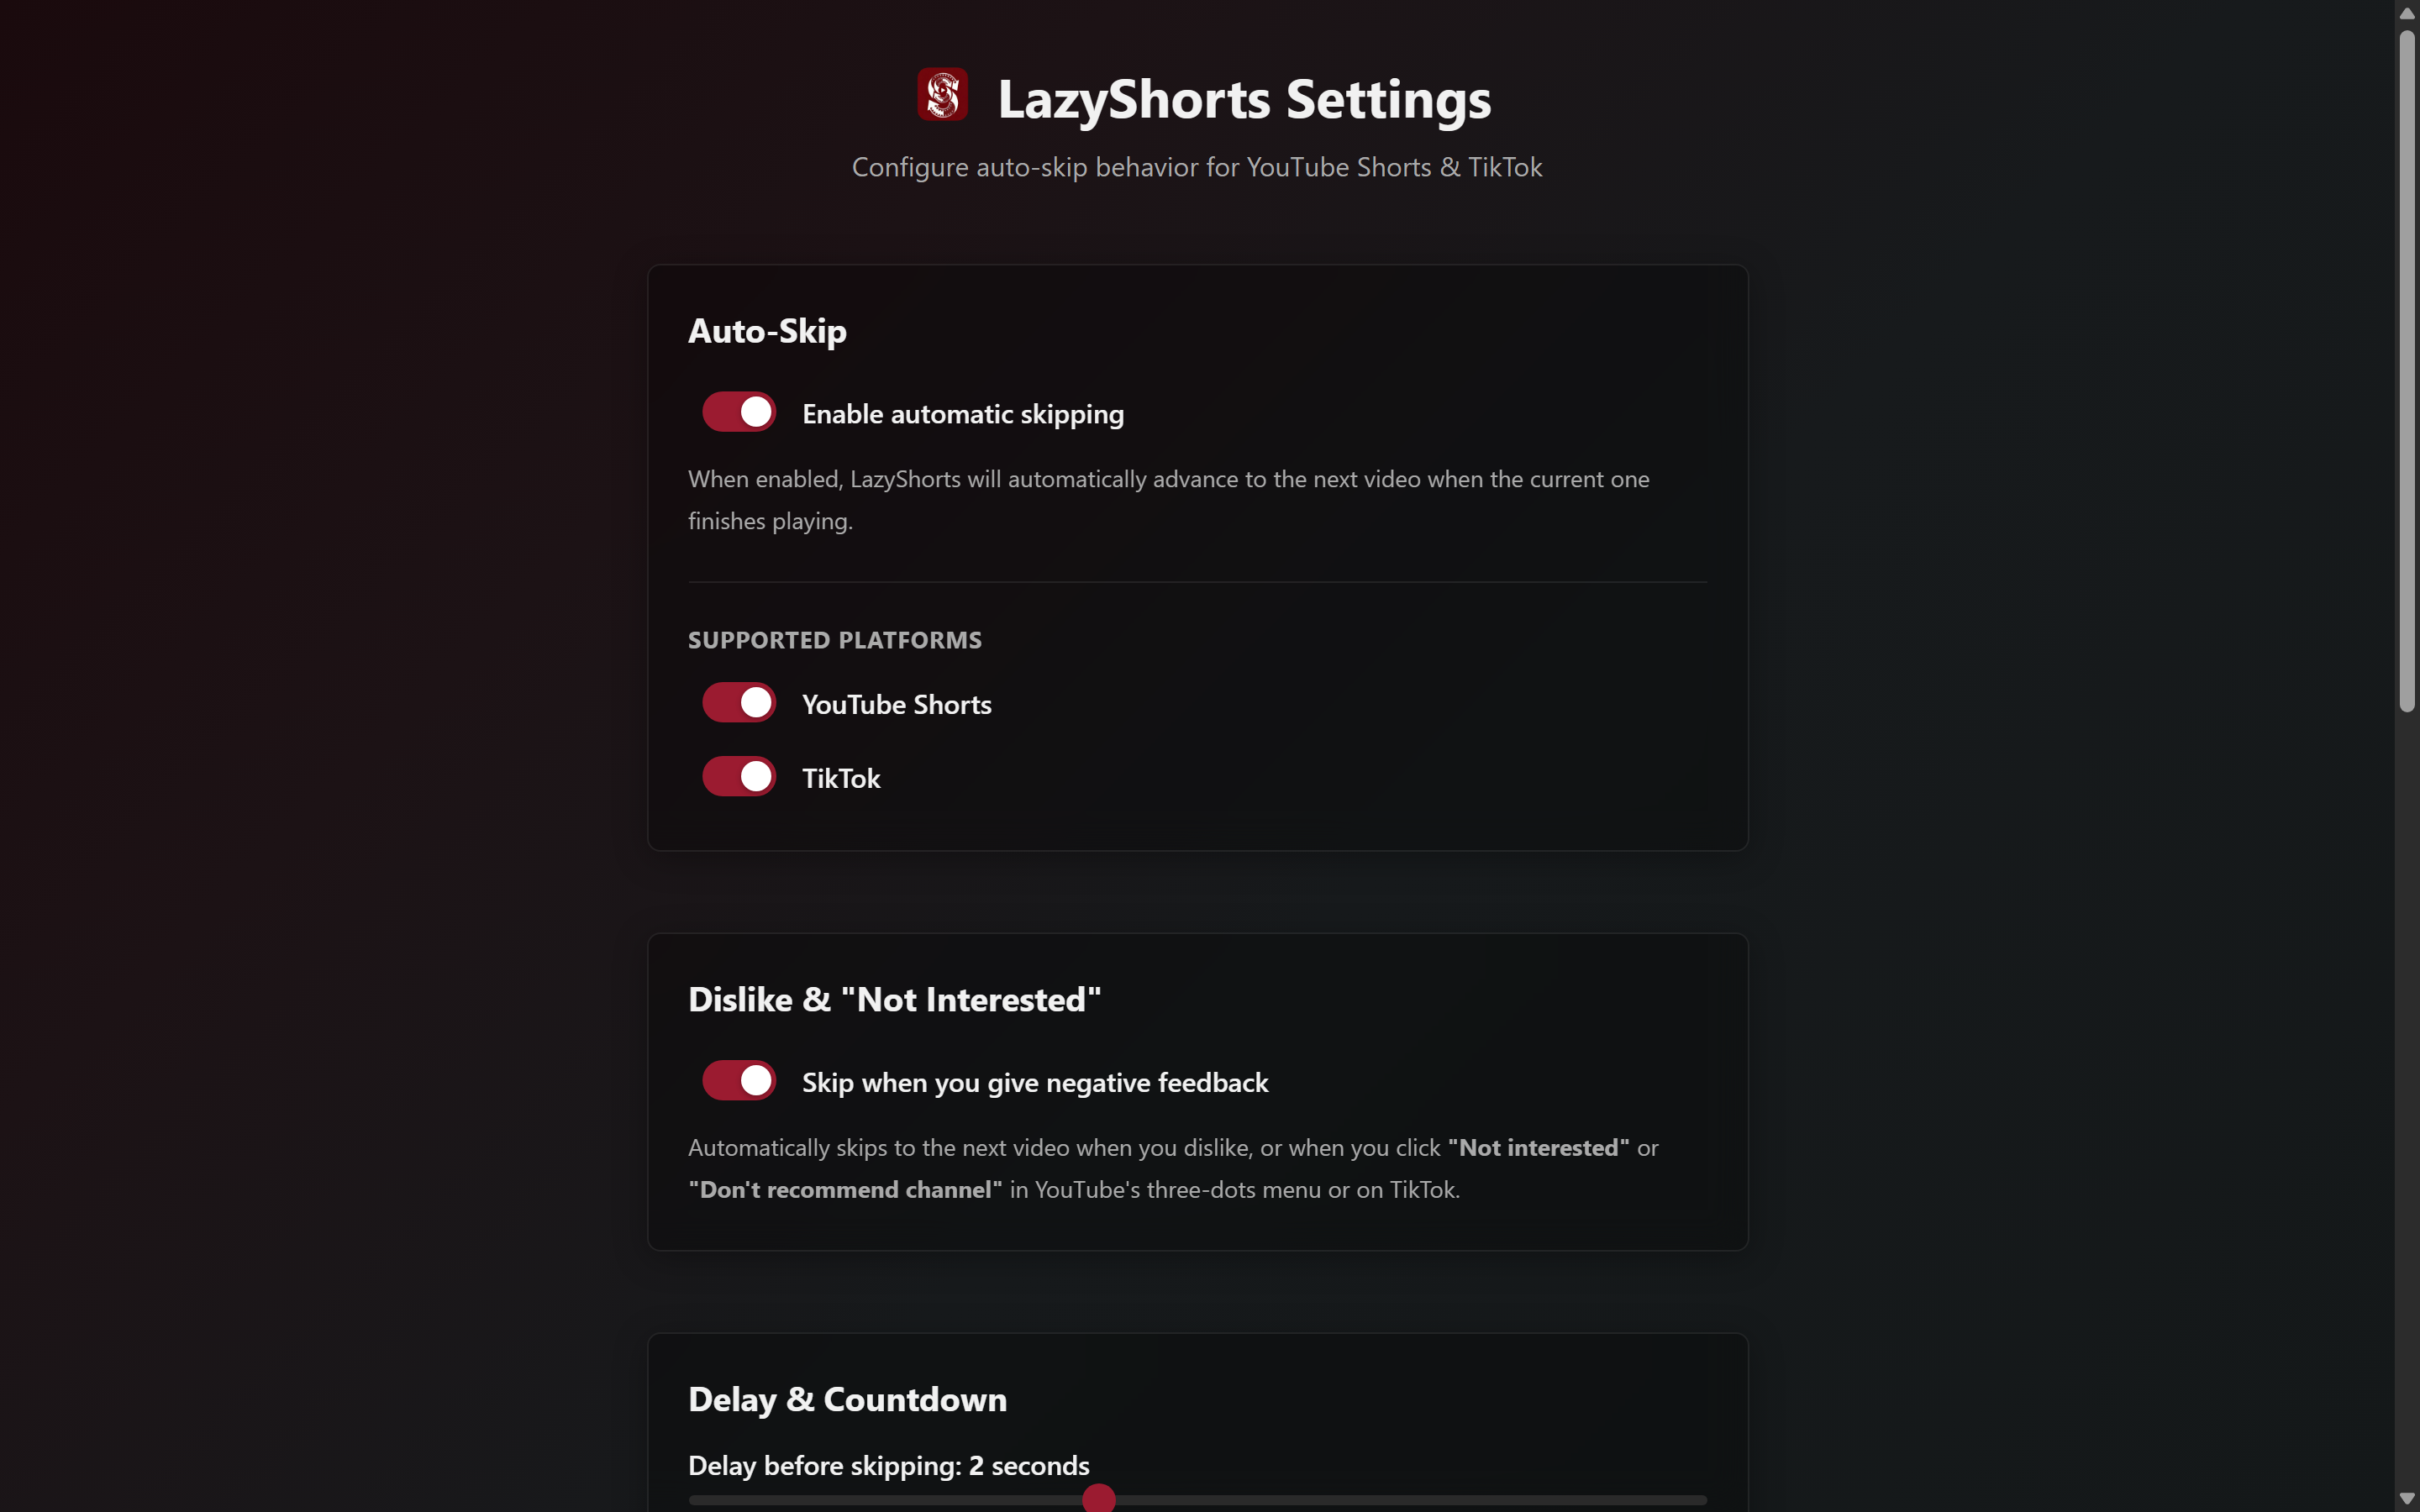 LazyShorts Settings
Configure auto-skip behavior for YouTube Shorts & TikTok
Auto-Skip
Enable automatic skipping
When enabled, LazyShorts will automatically advance to the next video when the current one
finishes playing.
SUPPORTED PLATFORMS
YouTube Shorts
TikTok
Dislike & "Not Interested"
Skip when you give negative feedback
Automatically skips to the next video when you dislike, or when you click "Not interested" or
"Don't recommend channel" in YouTube's three-dots menu or on TikTok.
Delay & Countdown
Delay before skipping: 2 seconds